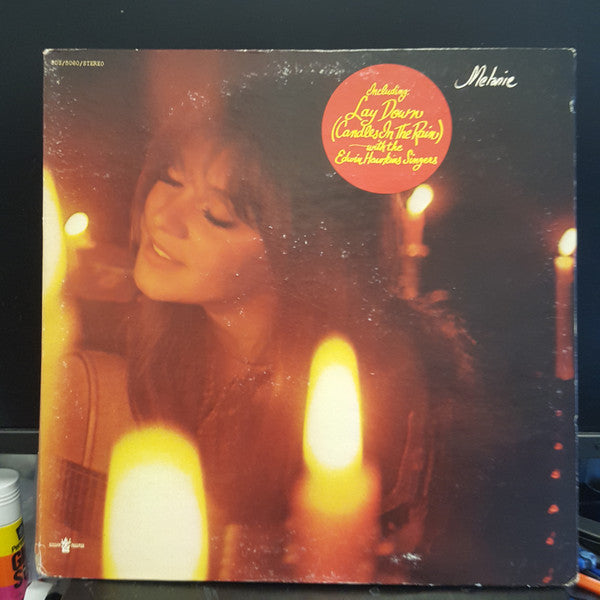 BDS/5060/STEREO
Melanie
Including:
Lay Down
(Candles In The Rain)
with the
Edwin Hawkins Singers